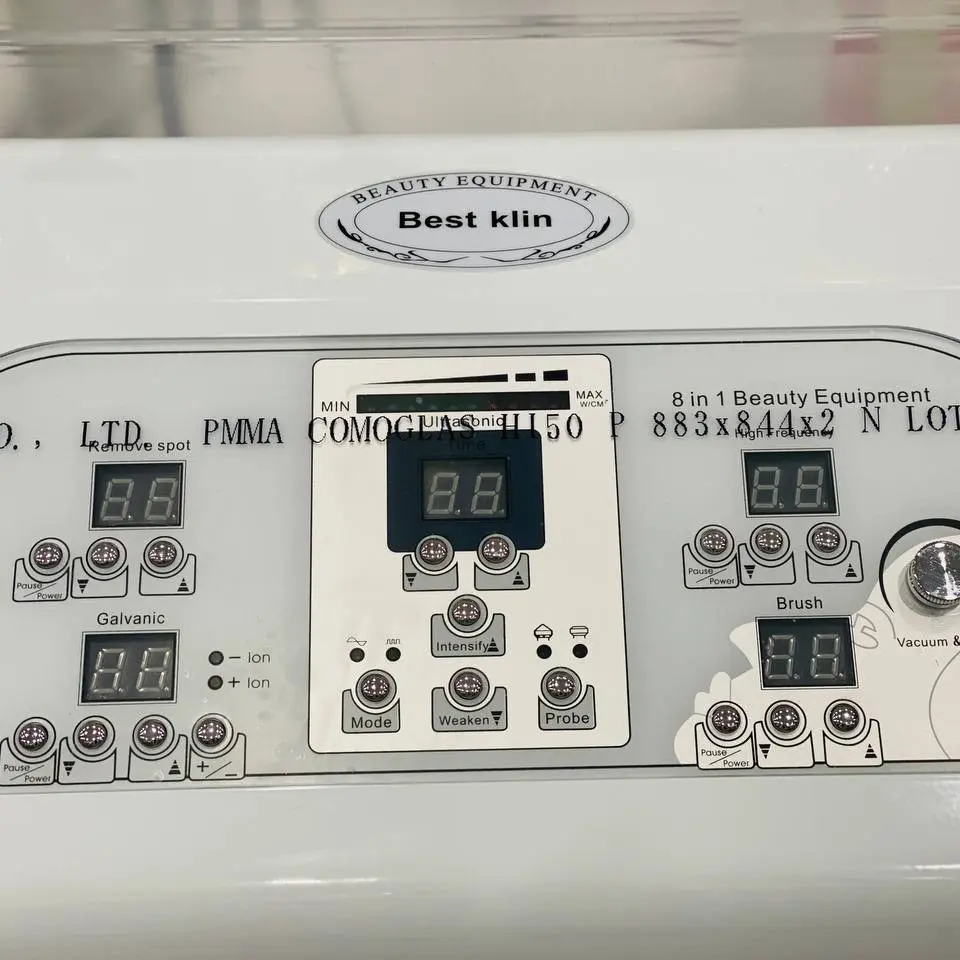 BEAUTY EQUIPMENT
Best klin
MIN
MAX
W/CM²
8 in 1 Beauty Equipment
O., LTD. PMMA COMOGLAS H150 P 883x844x2 N LOT
Ultrasonic
Time
Remove spot
High Frequency
Pause/Power
Pause/Power
Galvanic
- Ion
+ Ion
Intensify
Brush
Vacuum &
Mode
Weaken
Probe
Pause/Power
+/-
Pause/Power